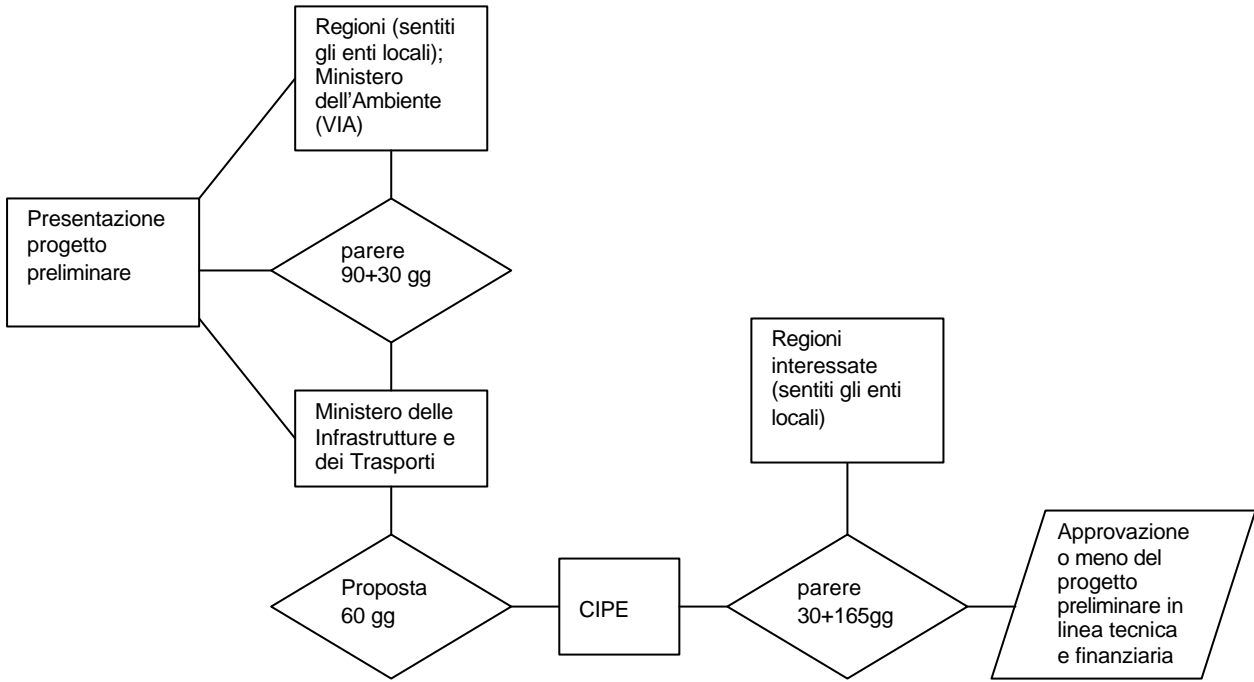 Regioni (sentiti
gli enti locali);
Ministero
dell'Ambiente
(VIA)
Presentazione
progetto
preliminare
parere
90+30 gg
Ministero delle
Infrastrutture e
dei Trasporti
Regioni
interessate
(sentiti gli enti
locali)
Proposta
60 gg
CIPE
parere
30+165gg
Approvazione
o meno del
progetto
preliminare in
linea tecnica
e finanziaria